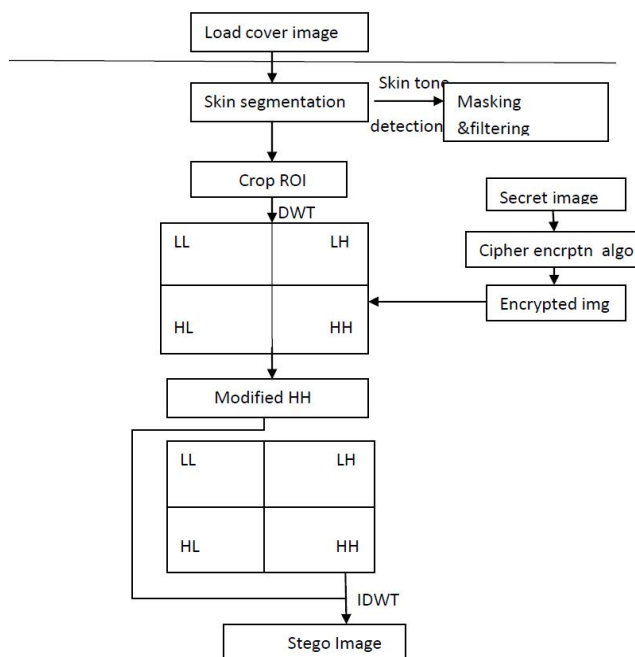 Load cover image
Skin segmentation
Skin tone
detection
Masking
&filtering
Crop ROI
DWT
LL LH
HL HH
Secret image
Cipher encrptn algo
Encrypted img
Modified HH
LL LH
HL HH
IDWT
Stego Image